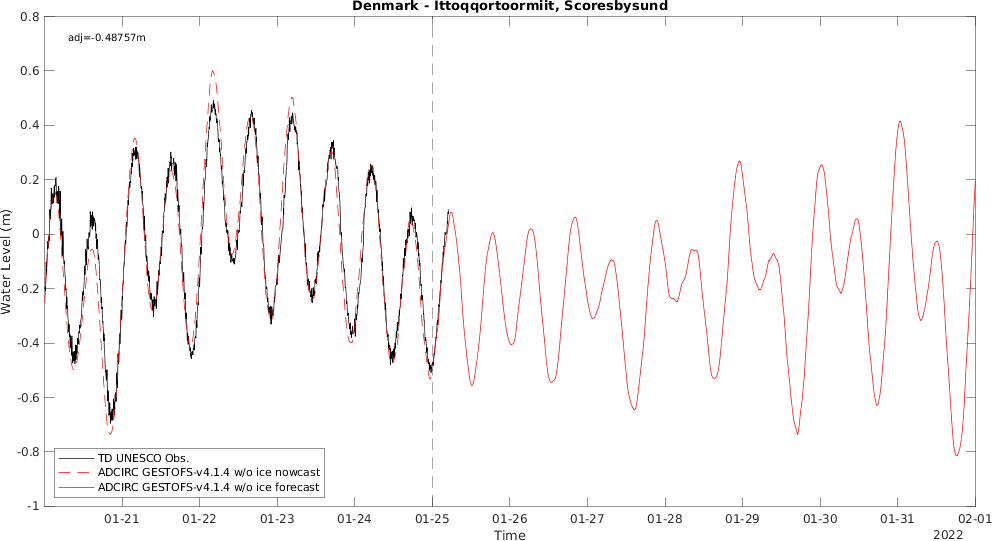 Denmark - Ittoqqortoormiit, Scoresbysund
adj=-0.48757m
0.8
0.6
0.4
0.2
0
-0.2
-0.4
-0.6
-0.8
-1
Water Level (m)
TD UNESCO Obs.
ADCIRC GESTOFS-v4.1.4 w/o ice nowcast
ADCIRC GESTOFS-v4.1.4 w/o ice forecast
01-21 01-22 01-23 01-24 01-25 01-26 01-27 01-28 01-29 01-30 01-31 02-01
Time
2022